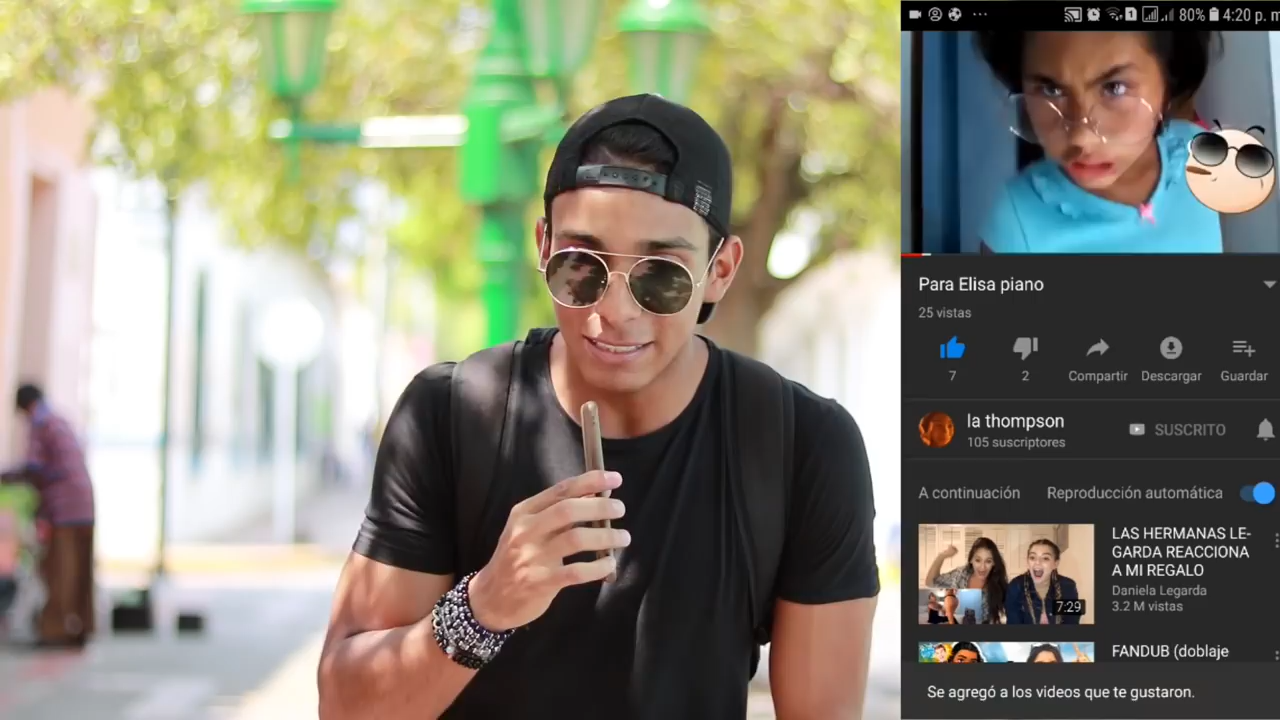 80% 4:20 p. m
Para Elisa piano
25 vistas
7
2
Compartir
Descargar
Guardar
la thompson
105 suscriptores
SUSCRITO
A continuación
Reproducción automática
LAS HERMANAS LE-
GARDA REACCIONA
A MI REGALO
Daniela Legarda
3.2 M vistas
7:29
FANDUB (doblaje
Se agregó a los videos que te gustaron.